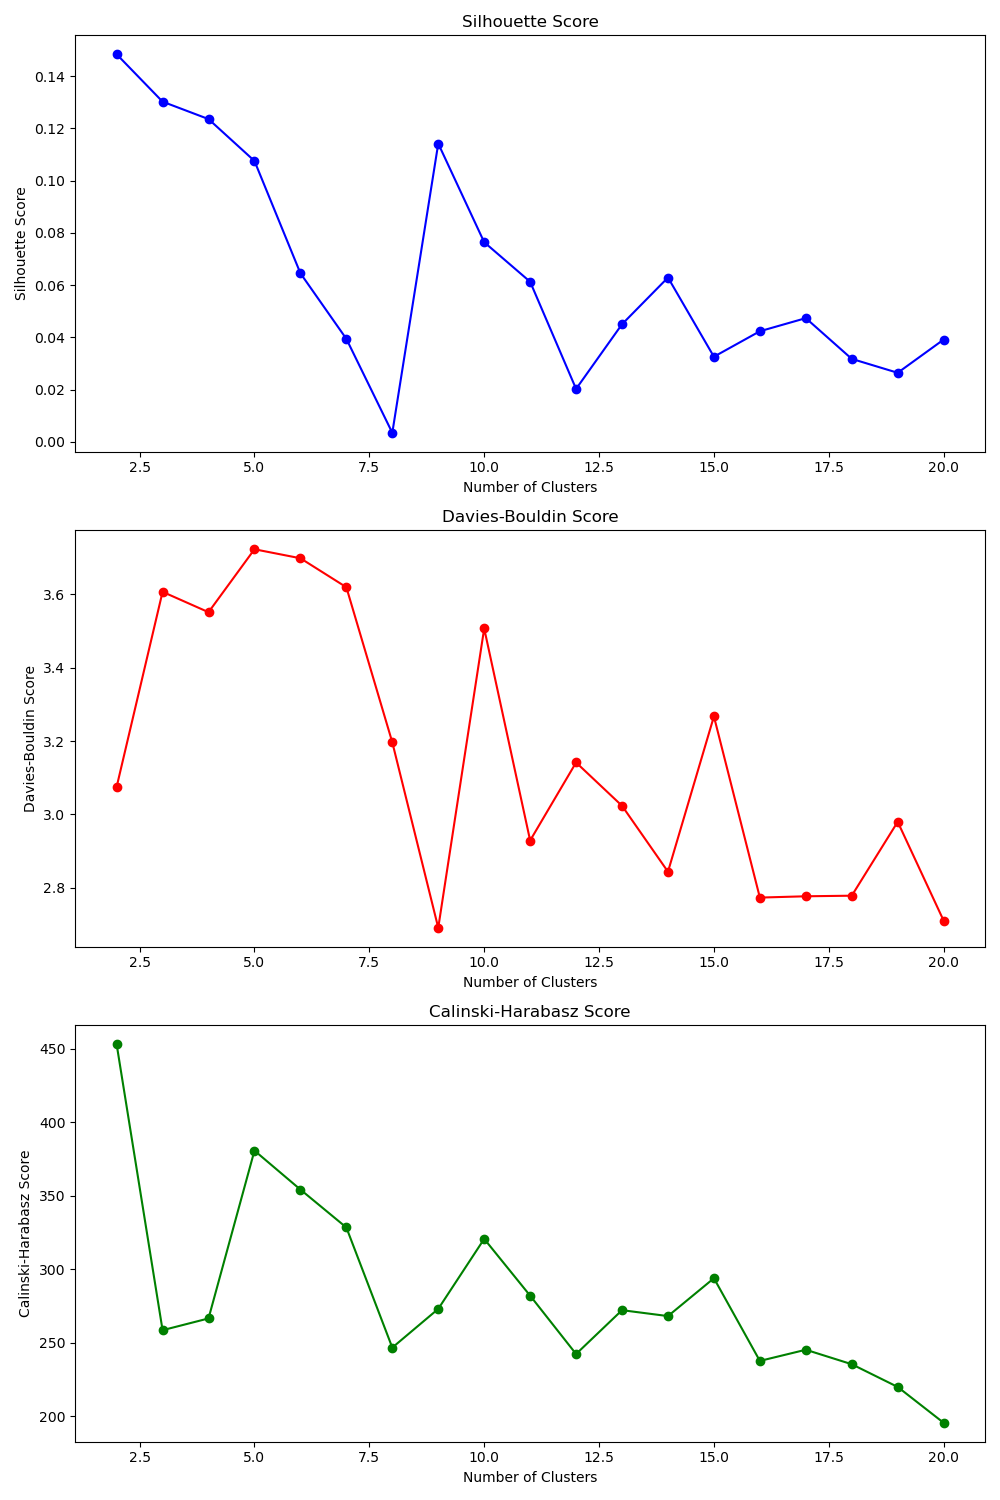 Silhouette Score
Silhouette Score
0.14
0.12
0.10
0.08
0.06
0.04
0.02
0.00
2.5 5.0 7.5 10.0 12.5 15.0 17.5 20.0
Number of Clusters
Davies-Bouldin Score
Davies-Bouldin Score
3.6
3.4
3.2
3.0
2.8
2.5 5.0 7.5 10.0 12.5 15.0 17.5 20.0
Number of Clusters
Calinski-Harabasz Score
Calinski-Harabasz Score
450
400
350
300
250
200
2.5 5.0 7.5 10.0 12.5 15.0 17.5 20.0
Number of Clusters